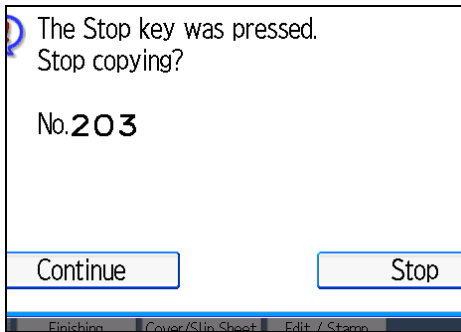 The Stop key was pressed.
Stop copying?
No.203
Continue Stop
Finishing Cover/Slip Sheet Edit / Stamp